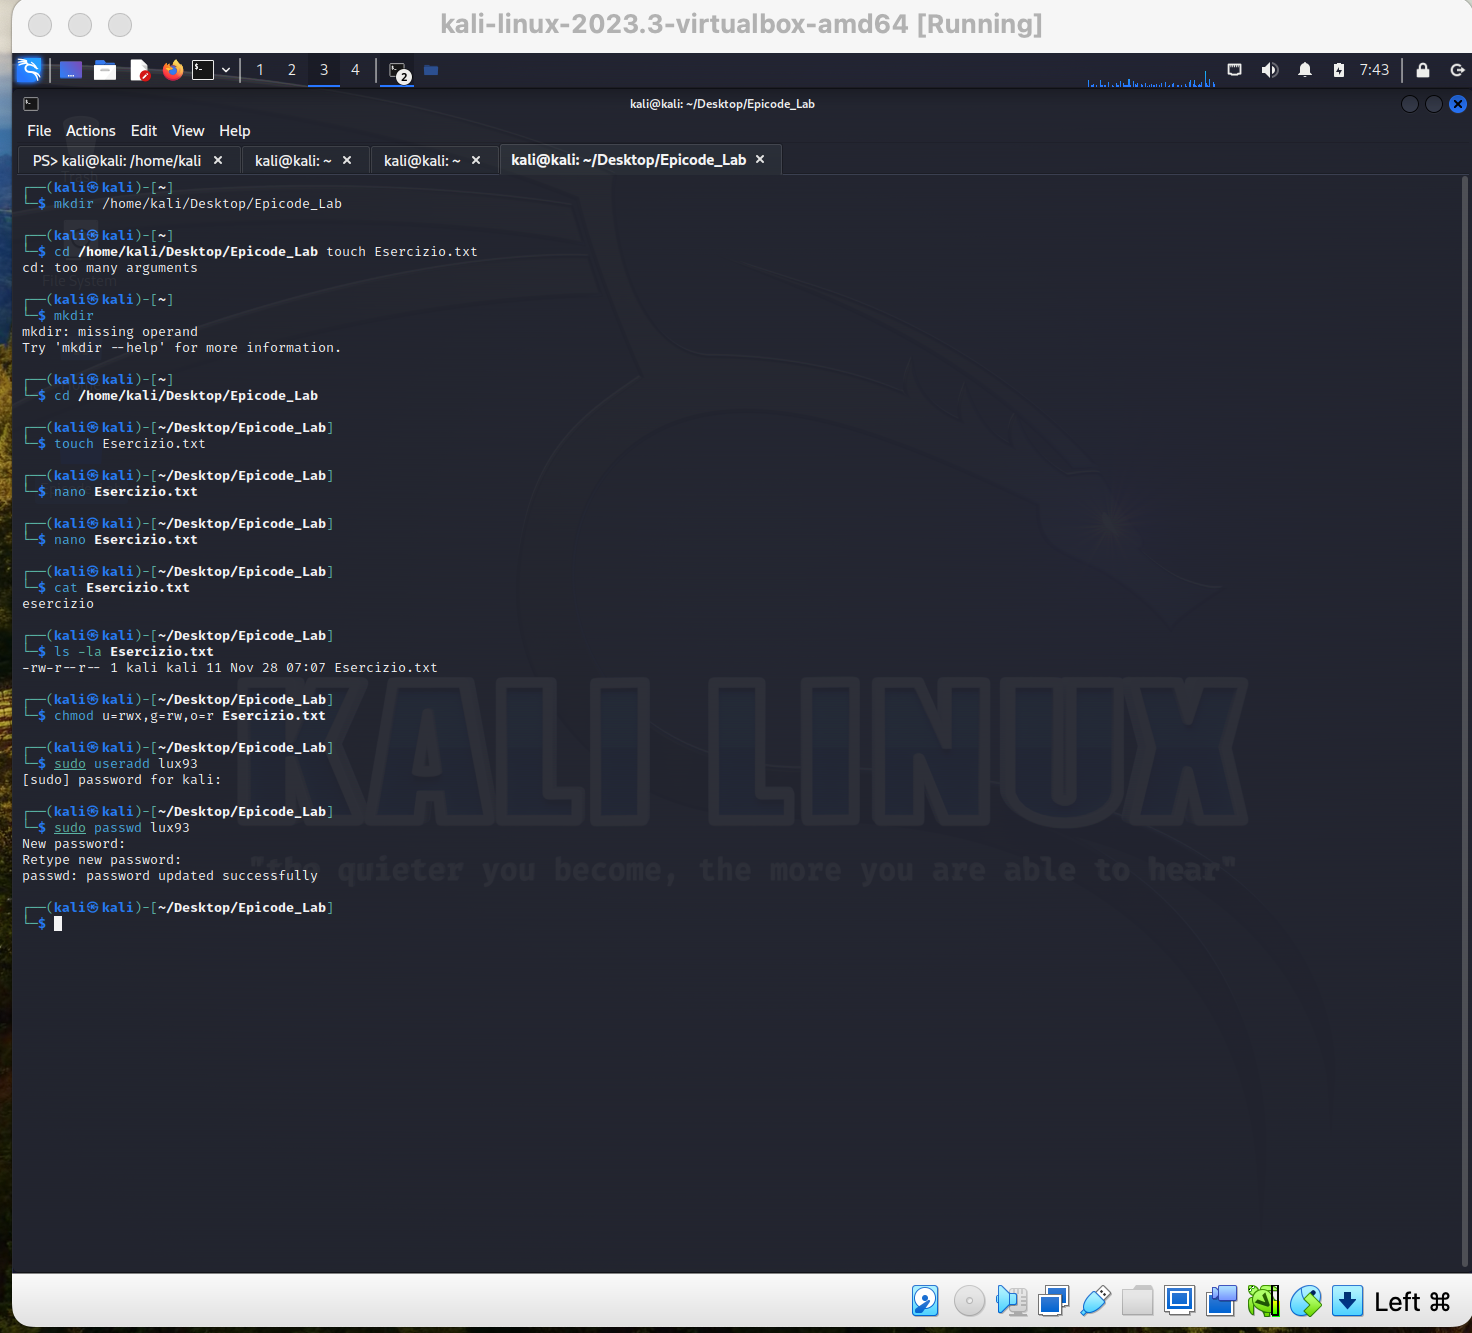 kali-linux-2023.3-virtualbox-amd64 [Running]
1 2 3 4 2 7:43
kali@kali: ~/Desktop/Epicode_Lab
File Actions Edit View Help
PS> kali@kali: /home/kali × kali@kali: ~ × kali@kali: ~ × kali@kali: ~/Desktop/Epicode_Lab ×
┌──(kali㉿kali)-[~]
└─$ mkdir /home/kali/Desktop/Epicode_Lab
┌──(kali㉿kali)-[~]
└─$ cd /home/kali/Desktop/Epicode_Lab touch Esercizio.txt
cd: too many arguments
File System
┌──(kali㉿kali)-[~]
└─$ mkdir
mkdir: missing operand
Try 'mkdir --help' for more information.
┌──(kali㉿kali)-[~]
└─$ cd /home/kali/Desktop/Epicode_Lab
┌──(kali㉿kali)-[~/Desktop/Epicode_Lab]
└─$ touch Esercizio.txt
┌──(kali㉿kali)-[~/Desktop/Epicode_Lab]
└─$ nano Esercizio.txt
┌──(kali㉿kali)-[~/Desktop/Epicode_Lab]
└─$ nano Esercizio.txt
┌──(kali㉿kali)-[~/Desktop/Epicode_Lab]
└─$ cat Esercizio.txt
esercizio
┌──(kali㉿kali)-[~/Desktop/Epicode_Lab]
└─$ ls -la Esercizio.txt
-rw-r--r-- 1 kali kali 11 Nov 28 07:07 Esercizio.txt
┌──(kali㉿kali)-[~/Desktop/Epicode_Lab]
└─$ chmod u=rwx,g=rw,o=r Esercizio.txt
┌──(kali㉿kali)-[~/Desktop/Epicode_Lab]
└─$ sudo useradd lux93
[sudo] password for kali:
┌──(kali㉿kali)-[~/Desktop/Epicode_Lab]
└─$ sudo passwd lux93
New password:
Retype new password:
passwd: password updated successfully
┌──(kali㉿kali)-[~/Desktop/Epicode_Lab]
└─$
KALI LINUX
"the quieter you become, the more you are able to hear"
Left ⌘